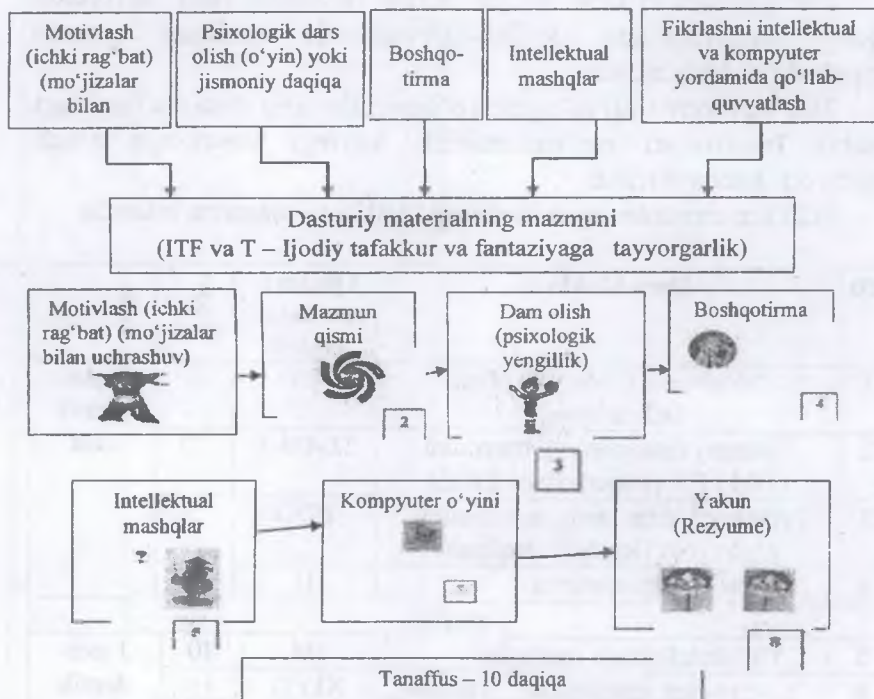 Motivlash
(ichki rag‘bat)
(mo‘jizalar
bilan
Psixologik dars
olish (o‘yin) yoki
jismoniy daqiqa
Boshqo-
tirma
Intellektual
mashqlar
Fikrlashni intellektual
va kompyuter
yordamida qo‘llab-
quvvatlash
Dasturiy materialning mazmuni
(ITF va T – Ijodiy tafakkur va fantaziyaga tayyorgarlik)
Motivlash (ichki
rag‘bat) (mo‘jizalar
bilan uchrashuv)
Mazmun
qismi
2
Dam olish
(psixologik
yengillik)
3
Boshqotirma
4
Intellektual
mashqlar
Kompyuter o‘yini
Yakun
(Rezyume)
Tanaffus – 10 daqiqa